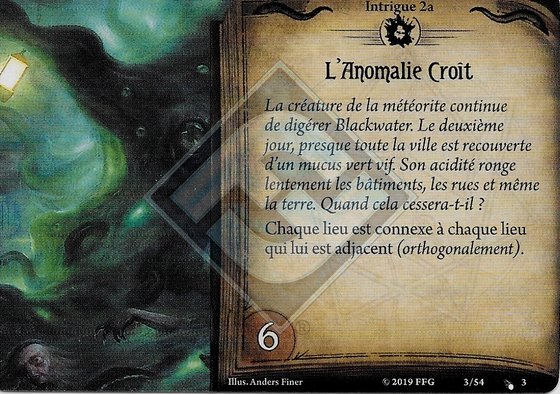 Intrigue 2a
L'Anomalie Croît
La créature de la météorite continue
de digérer Blackwater. Le deuxième
jour, presque toute la ville est recouverte
d'un mucus vert vif. Son acidité ronge
lentement les bâtiments, les rues et même
la terre. Quand cela cessera-t-il ?
Chaque lieu est connexe à chaque lieu
qui lui est adjacent (orthogonalement).
6
Illus. Anders Finer
© 2019 FFG
3/54
3